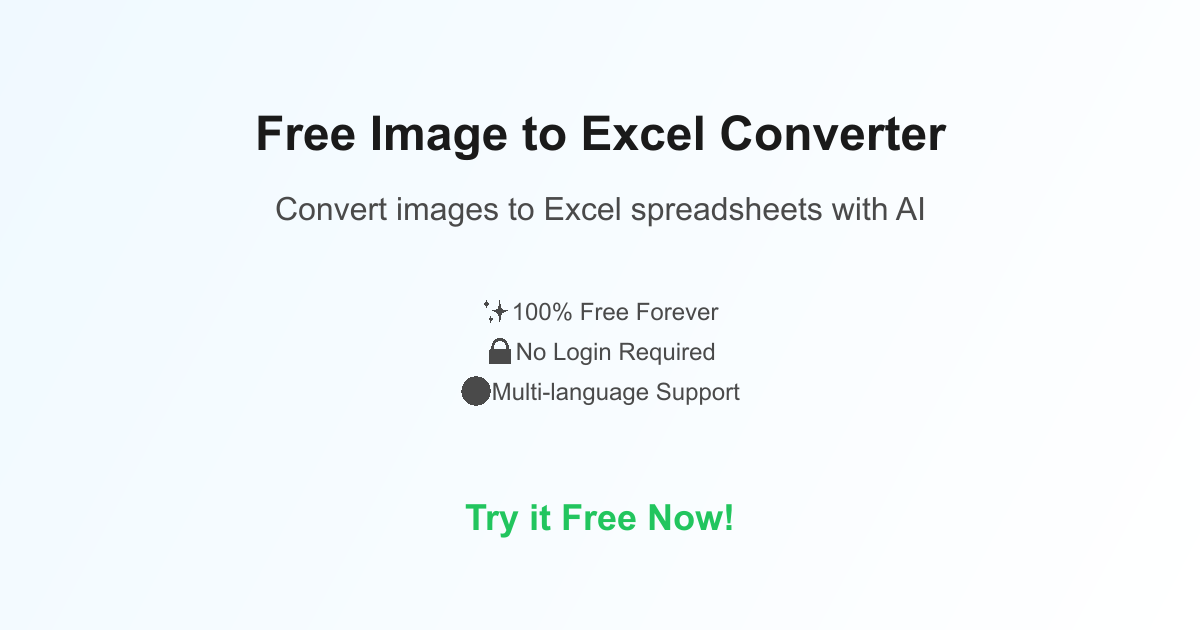 Free Image to Excel Converter
Convert images to Excel spreadsheets with AI
✨100% Free Forever
🔒No Login Required
Multi-language Support
Try it Free Now!